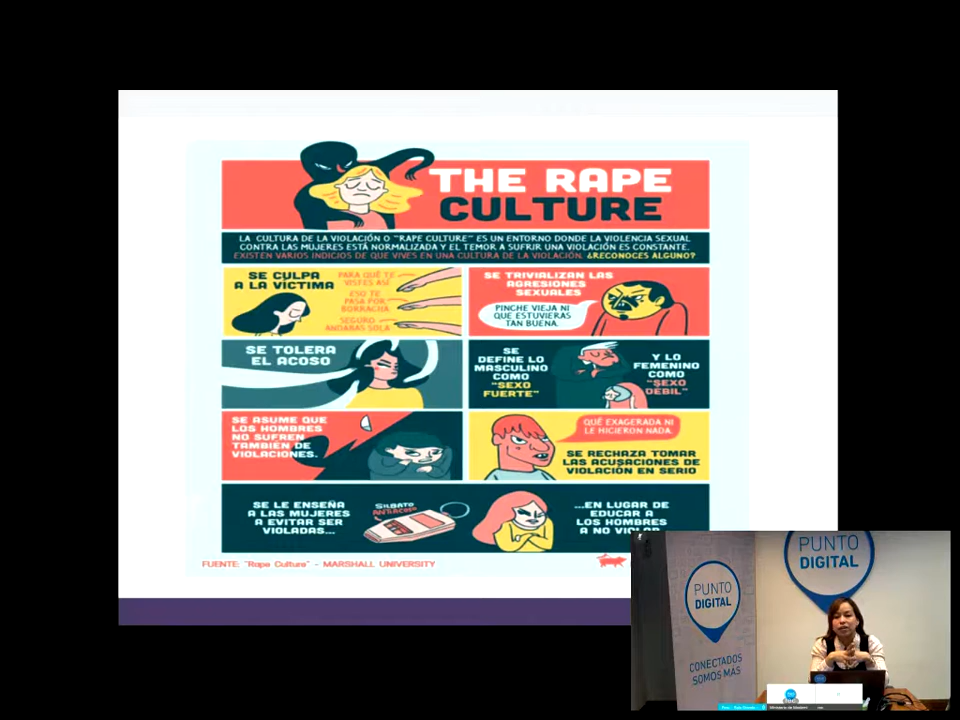 THE RAPE
CULTURE
LA CULTURA DE LA VIOLACIÓN O "RAPE CULTURE" ES UN ENTORNO DONDE LA VIOLENCIA SEXUAL
CONTRA LAS MUJERES ESTÁ NORMALIZADA Y EL TEMOR A SUFRIR UNA VIOLACIÓN ES CONSTANTE.
EXISTEN VARIOS INDICIOS DE QUE VIVES EN UNA CULTURA DE LA VIOLACIÓN. ¿RECONOCES ALGUNO?
SE CULPA
A LA VÍCTIMA
PARA QUÉ TE
VISTES ASÍ
ESO TE
PASA POR
BORRACHA
SEGURO
ANDABAS SOLA
SE TRIVIALIZAN LAS
AGRESIONES
SEXUALES
PINCHE VIEJA NI
QUE ESTUVIERAS
TAN BUENA.
SE TOLERA
EL ACOSO
SE
DEFINE LO
MASCULINO
COMO
"SEXO
FUERTE"
Y LO
FEMENINO
COMO
"SEXO
DÉBIL"
SE ASUME QUE
LOS HOMBRES
NO SUFREN
TAMBIÉN DE
VIOLACIONES.
QUÉ EXAGERADA NI
LE HICIERON NADA.
SE RECHAZA TOMAR
LAS ACUSACIONES DE
VIOLACIÓN EN SERIO
SE LE ENSEÑA
A LAS MUJERES
A EVITAR SER
VIOLADAS...
SILBATO
ANTIACOSO
...EN LUGAR DE
EDUCAR A
LOS HOMBRES
A NO VIOLAR
FUENTE: "Rape Culture" - MARSHALL UNIVERSITY
PUNTO
DIGITAL
PUNTO
DIGITAL
CONECTADOS
SOMOS MÁS